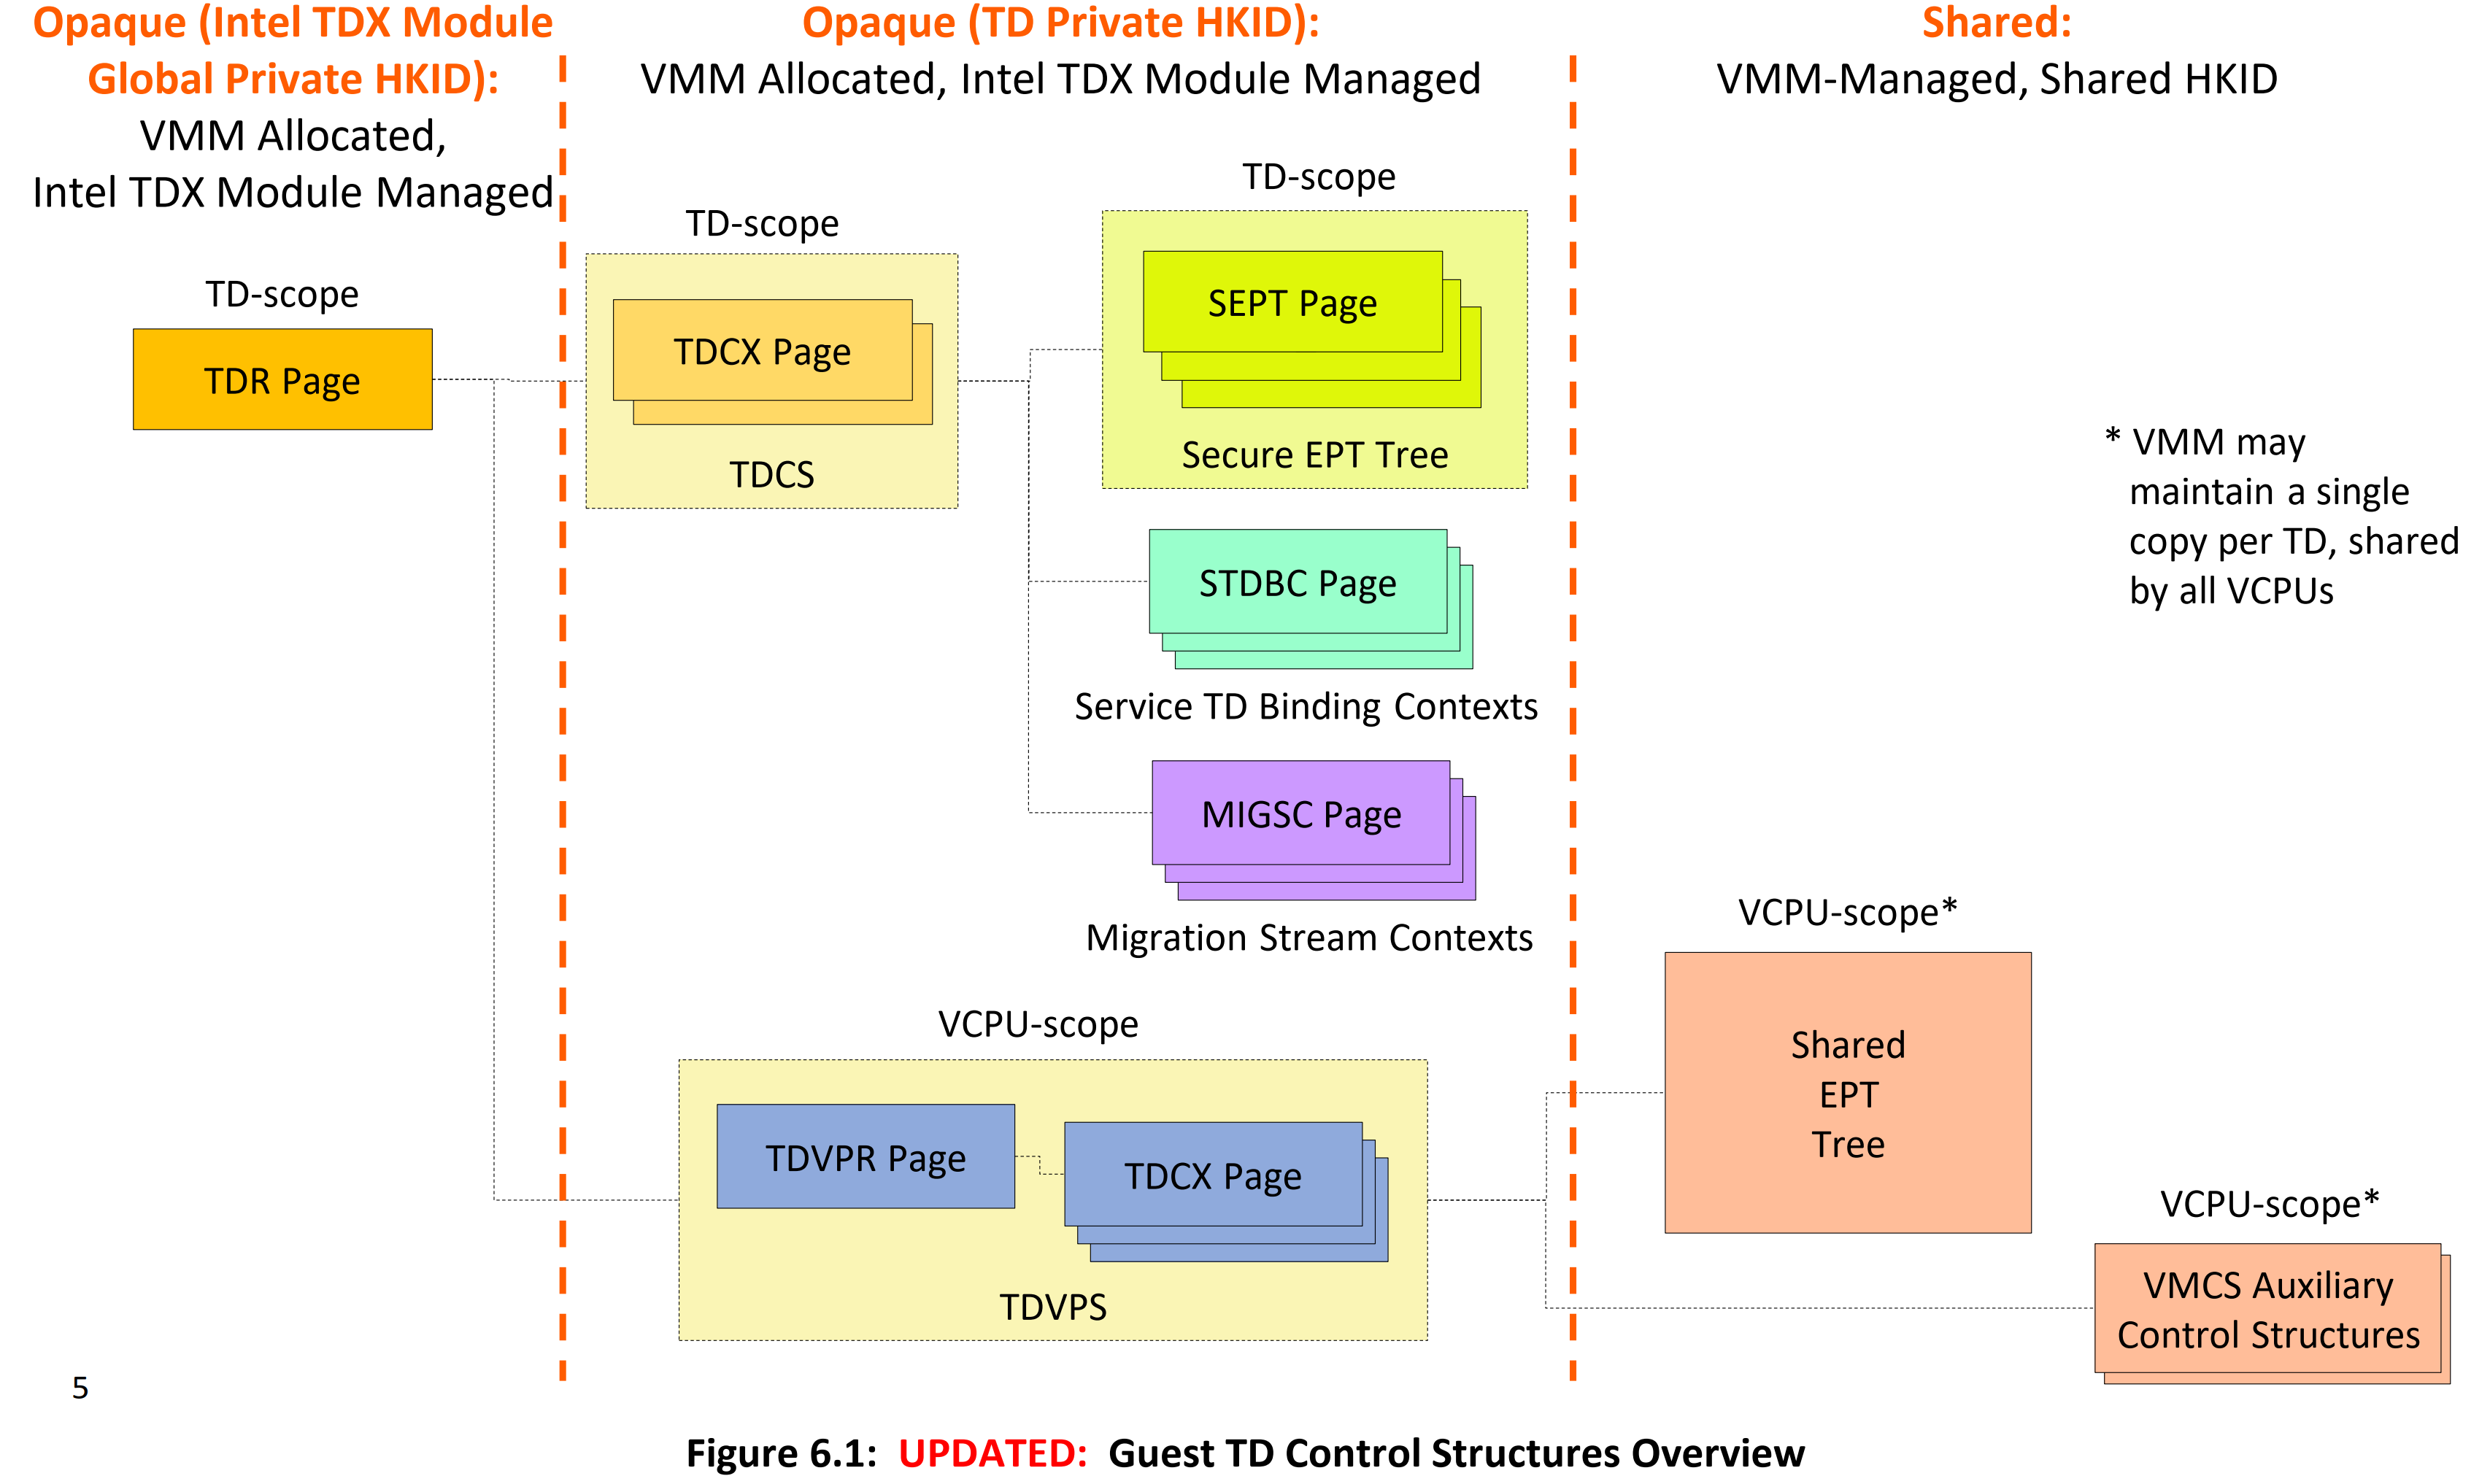 Opaque (Intel TDX Module
Global Private HKID):
VMM Allocated,
Intel TDX Module Managed
TD-scope
TDR Page
Opaque (TD Private HKID):
VMM Allocated, Intel TDX Module Managed
TD-scope
TDCX Page
TDCS
TD-scope
SEPT Page
Secure EPT Tree
STDBC Page
Service TD Binding Contexts
MIGSC Page
Migration Stream Contexts
VCPU-scope
TDVPR Page
TDCX Page
TDVPS
Shared:
VMM-Managed, Shared HKID
* VMM may
maintain a single
copy per TD, shared
by all VCPUs
VCPU-scope*
Shared
EPT
Tree
VCPU-scope*
VMCS Auxiliary
Control Structures
5
Figure 6.1: UPDATED: Guest TD Control Structures Overview